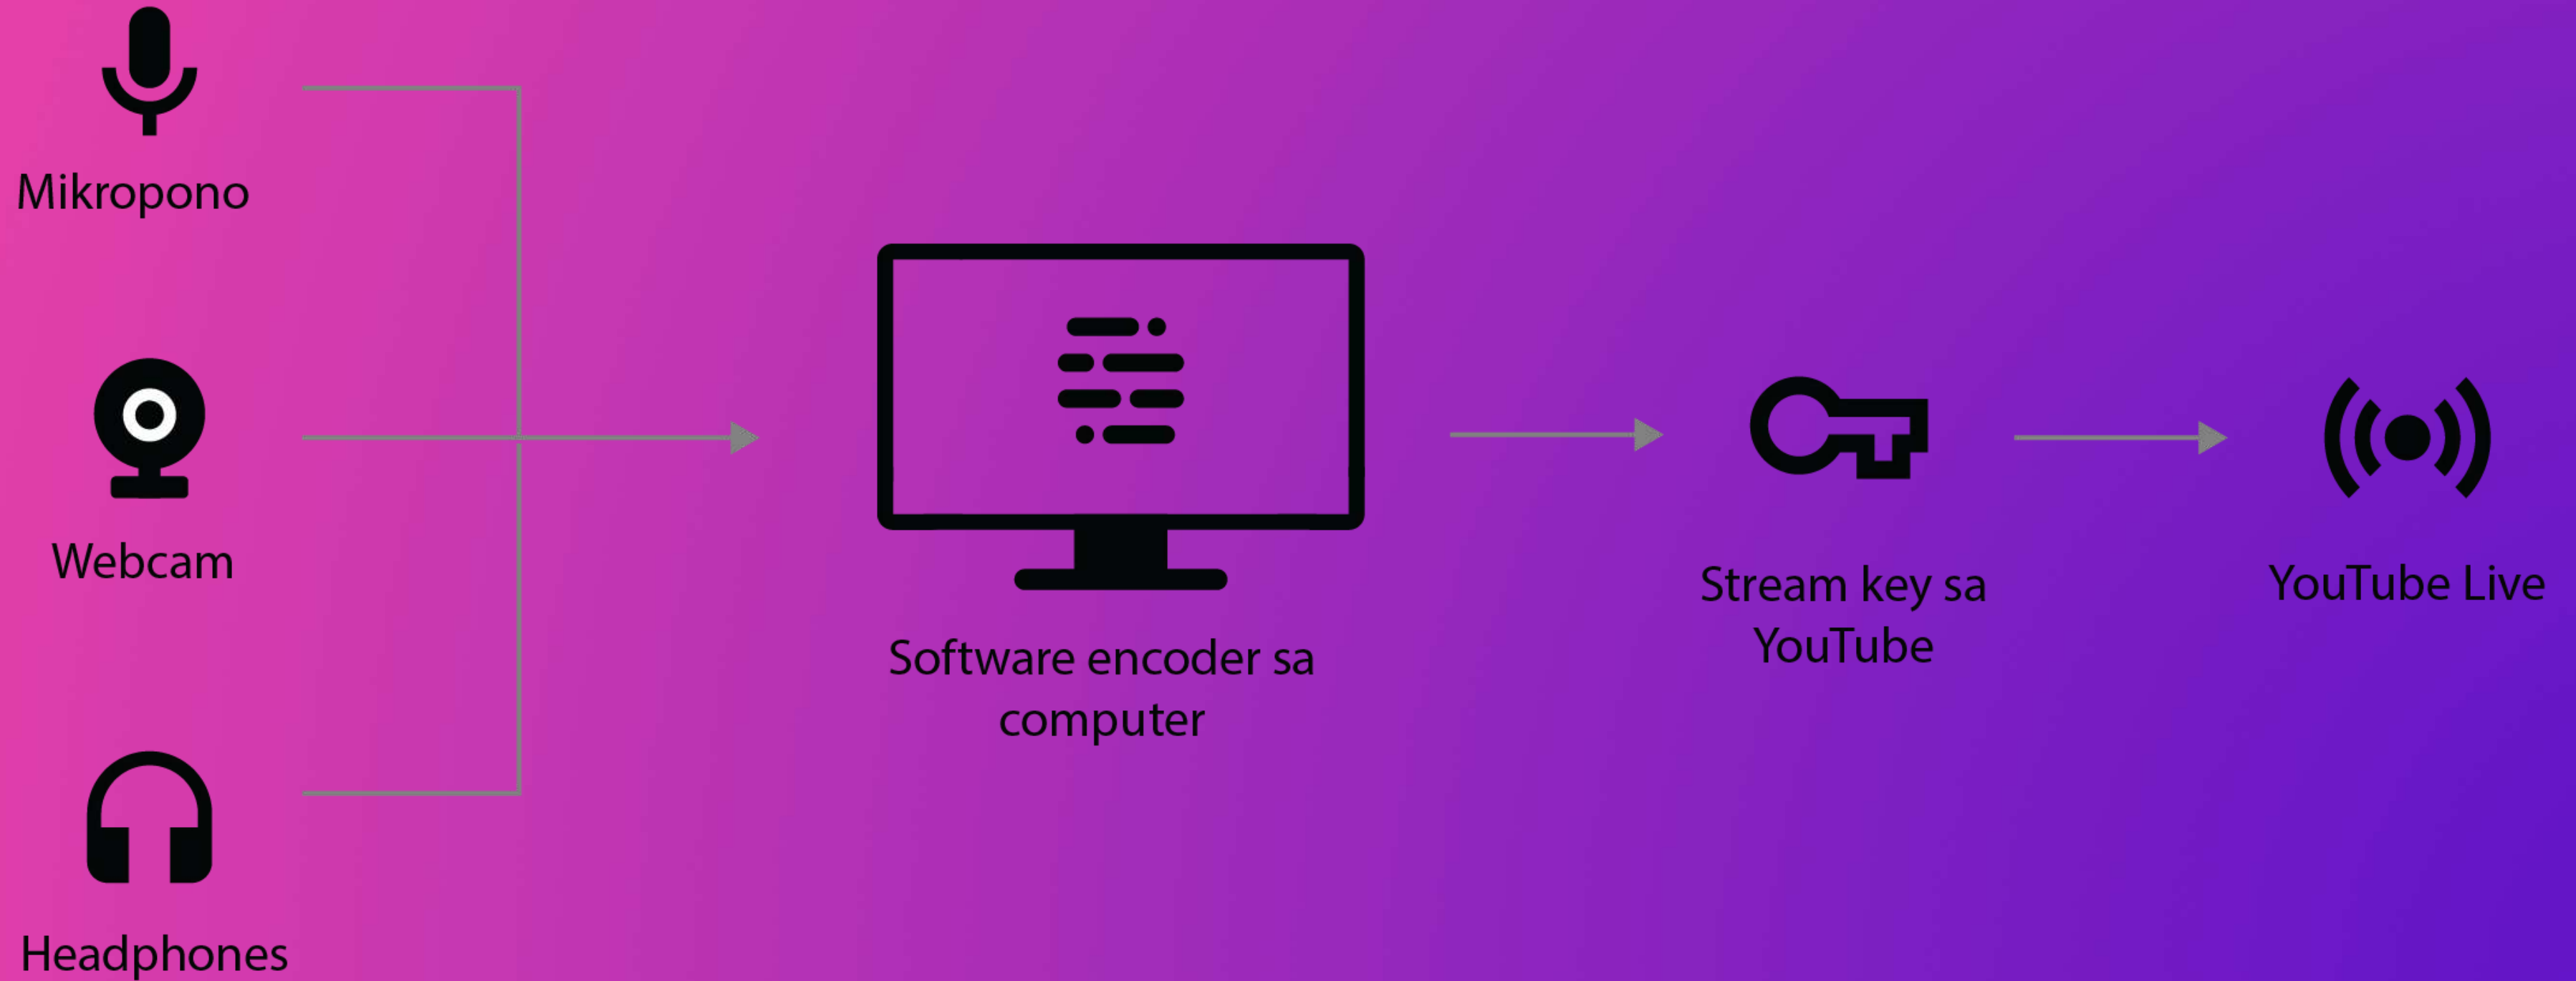 Mikropono
Webcam
Headphones
Software encoder sa
computer
Stream key sa
YouTube
YouTube Live